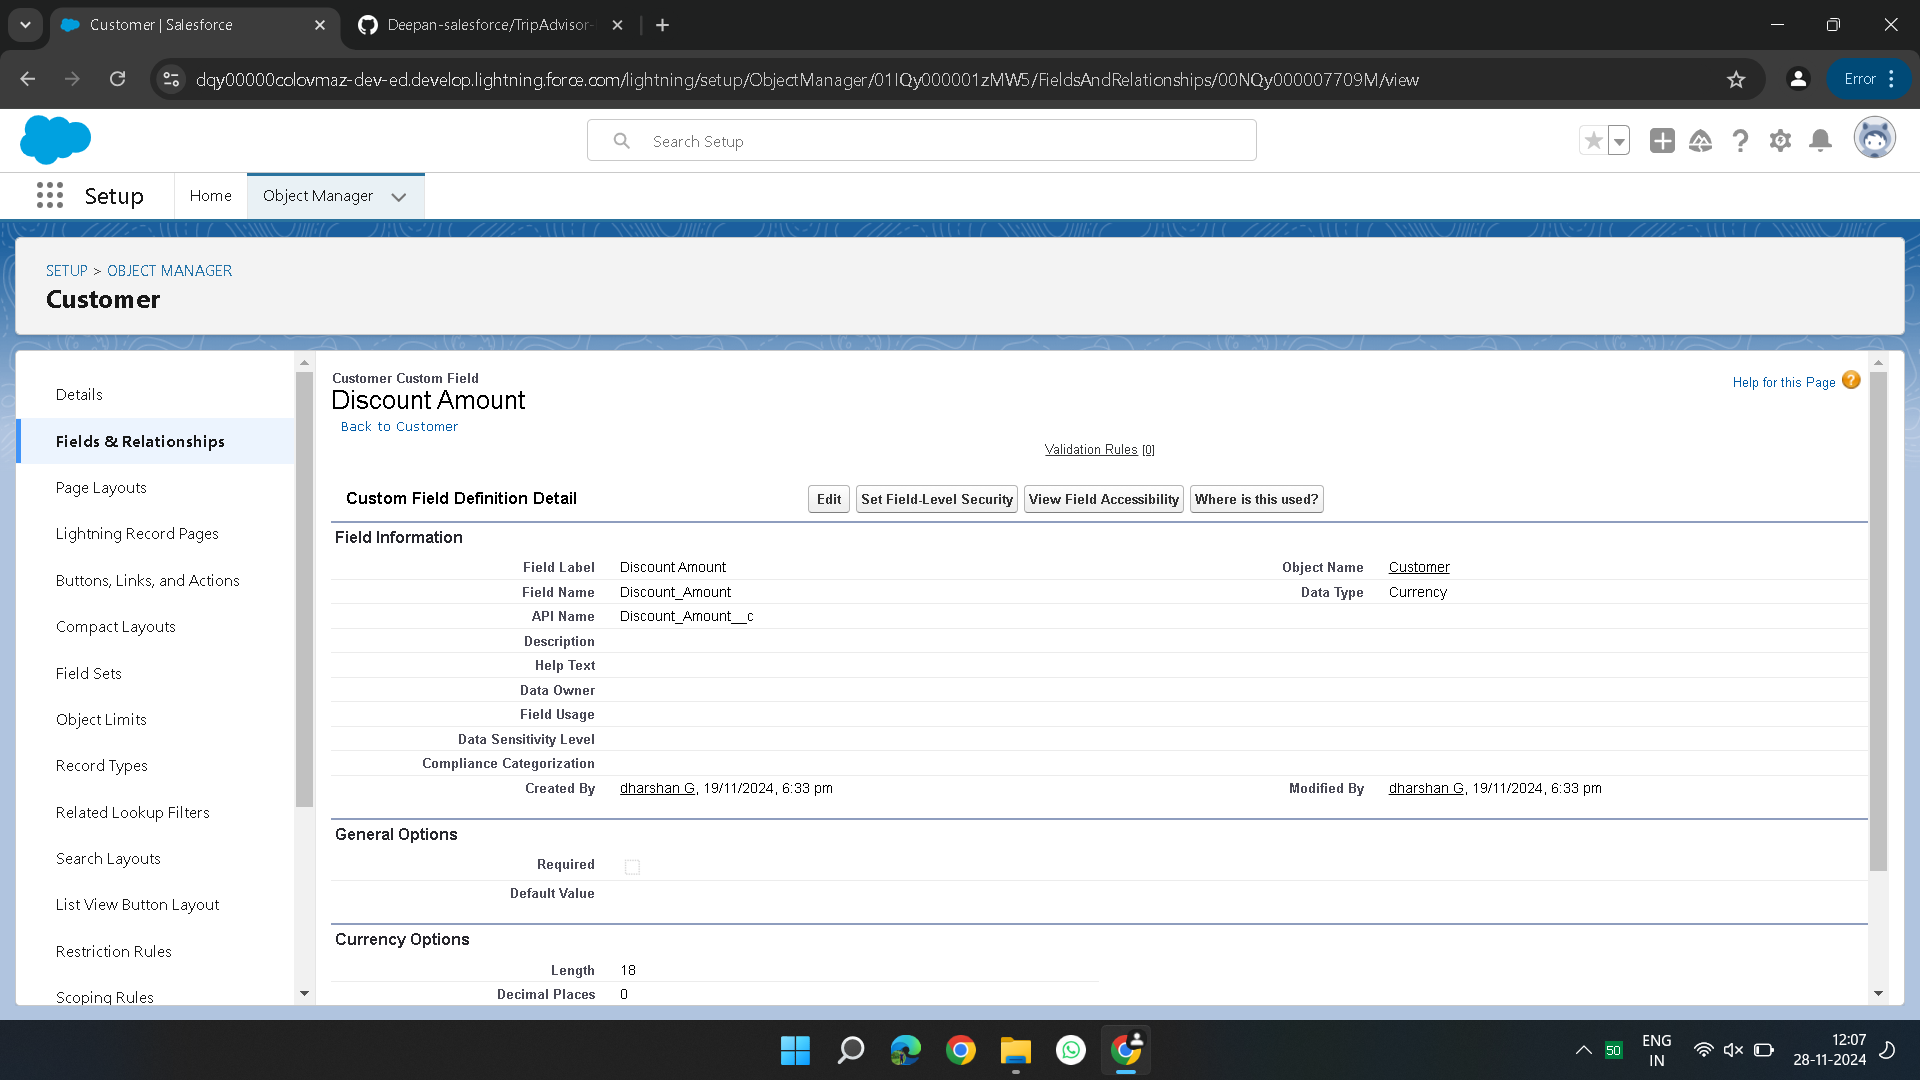 Customer | Salesforce
Deepan-salesforce/TripAdvisor-
dqy00000colovmaz-dev-ed.develop.lightning.force.com/lightning/setup/ObjectManager/01IQy000001zMW5/FieldsAndRelationships/00NQy000007709M/view
Error
Search Setup
Setup
Home
Object Manager
SETUP > OBJECT MANAGER
Customer
Details
Fields & Relationships
Page Layouts
Lightning Record Pages
Buttons, Links, and Actions
Compact Layouts
Field Sets
Object Limits
Record Types
Related Lookup Filters
Search Layouts
List View Button Layout
Restriction Rules
Scoping Rules
Customer Custom Field
Discount Amount
Back to Customer
Help for this Page
Validation Rules [0]
Custom Field Definition Detail
Edit
Set Field-Level Security
View Field Accessibility
Where is this used?
Field Information
Field Label Discount Amount Object Name Customer
Field Name Discount_Amount Data Type Currency
API Name Discount_Amount__c
Description
Help Text
Data Owner
Field Usage
Data Sensitivity Level
Compliance Categorization
Created By dharshan G, 19/11/2024, 6:33 pm Modified By dharshan G, 19/11/2024, 6:33 pm
General Options
Required
Default Value
Currency Options
Length 18
Decimal Places 0
50
ENG
IN
12:07
28-11-2024